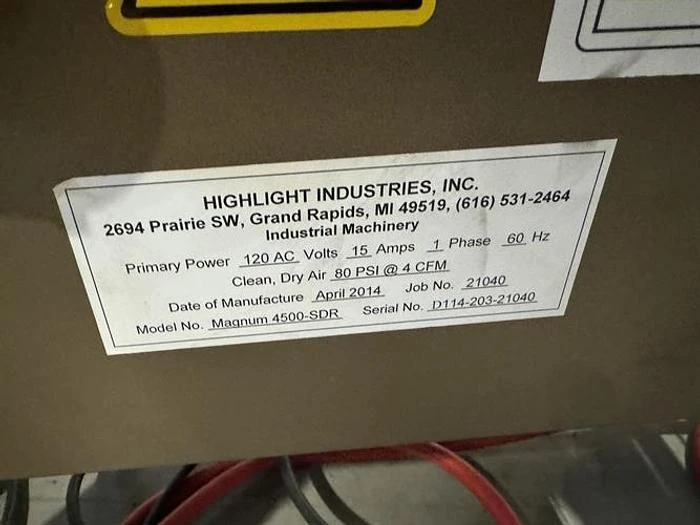 HIGHLIGHT INDUSTRIES, INC.
2694 Prairie SW, Grand Rapids, MI 49519, (616) 531-2464
Industrial Machinery
Primary Power 120 AC Volts 15 Amps 1 Phase 60 Hz
Clean, Dry Air 80 PSI @ 4 CFM
Date of Manufacture April 2014 Job No. 21040
Model No. Magnum 4500-SDR Serial No. D114-203-21040